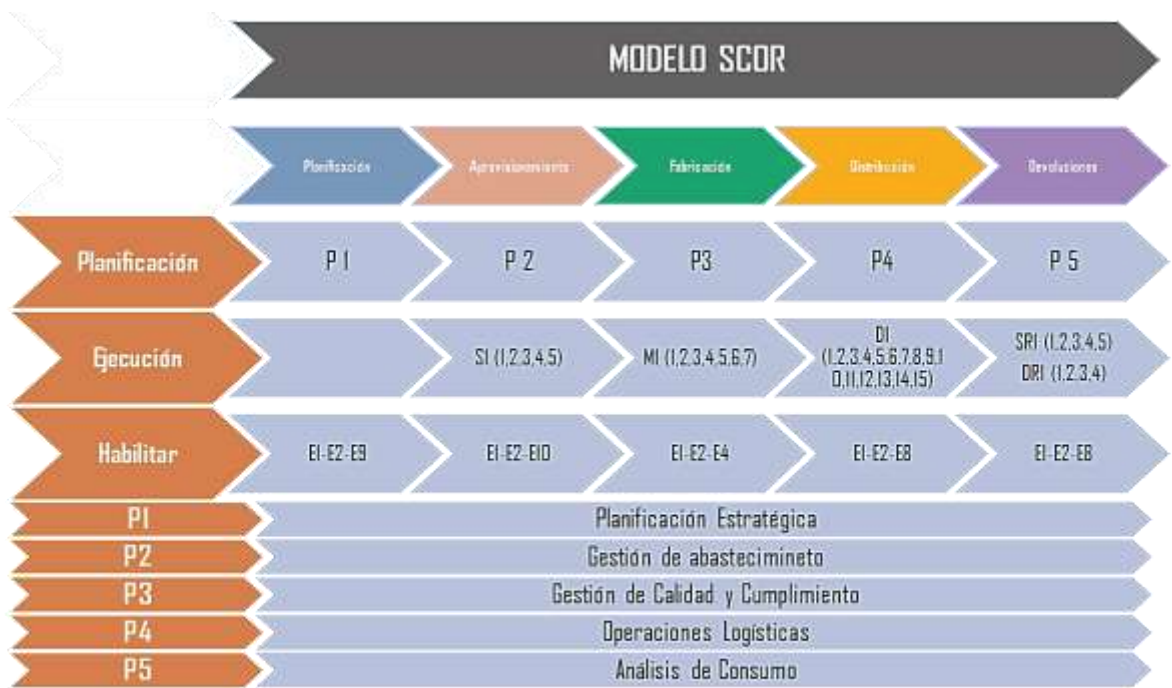 MODELO SCOR
Planificación
Aprovisionamiento
Fabricación
Distribución
Devoluciones
Planificación
P 1
P 2
P3
P4
P 5
Ejecución
S1 (1,2,3,4,5)
M1 (1,2,3,4,5,6,7)
D1
(1,2,3,4,5,6,7,8,9,1
0,11,12,13,14,15)
SR1 (1,2,3,4,5)
DR1 (1,2,3,4)
Habilitar
E1-E2-E9
E1-E2-E10
E1-E2-E4
E1-E2-E8
E1-E2-E8
P1
Planificación Estratégica
P2
Gestión de abastecimineto
P3
Gestión de Calidad y Cumplimiento
P4
Operaciones Logísticas
P5
Análisis de Consumo